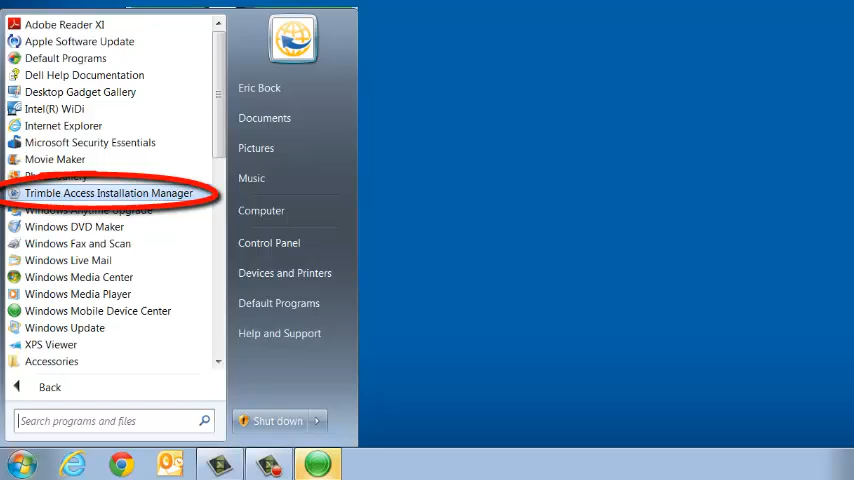 Adobe Reader XI
Apple Software Update
Default Programs
Dell Help Documentation
Desktop Gadget Gallery
Intel(R) WiDi
Internet Explorer
Microsoft Security Essentials
Movie Maker
Trimble Access Installation Manager
Windows Anytime Upgrade
Windows DVD Maker
Windows Fax and Scan
Windows Live Mail
Windows Media Center
Windows Media Player
Windows Mobile Device Center
Windows Update
XPS Viewer
Accessories
Back
Search programs and files
Eric Bock
Documents
Pictures
Music
Computer
Control Panel
Devices and Printers
Default Programs
Help and Support
Shut down